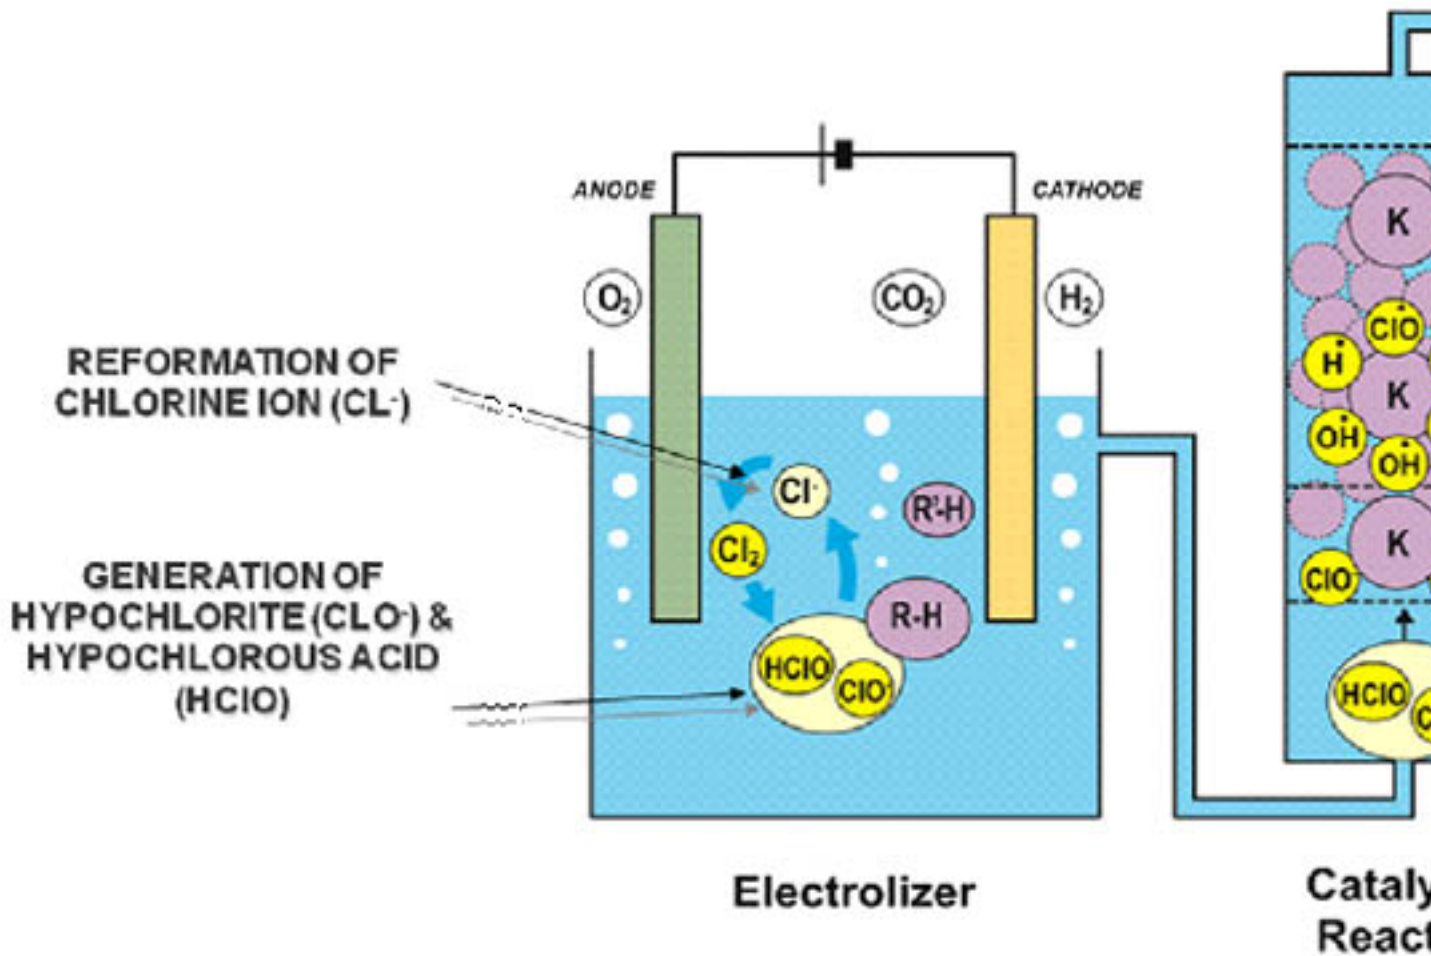 ANODE
CATHODE
O₂
CO₂
H₂
K
ClO
H
K
OH
OH
K
ClO
HClO
REFORMATION OF
CHLORINE ION (CL-)
Cl-
R'-H
Cl₂
R-H
HClO
ClO-
GENERATION OF
HYPOCHLORITE (CLO-) &
HYPOCHLOROUS ACID
(HClO)
Electrolizer